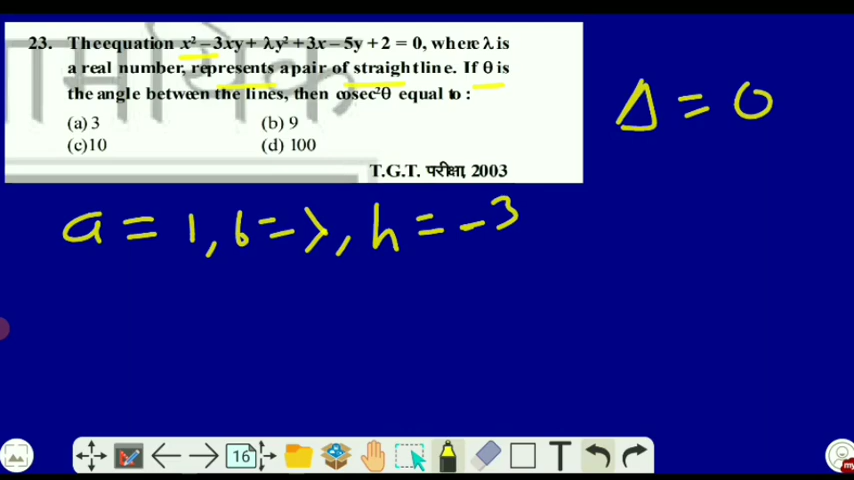 23. Theequation x² – 3xy + λy² + 3x – 5y + 2 = 0, where λ is
a real number, represents a pair of straight line. If θ is
the angle between the lines, then cosec²θ equal to :
(a) 3 (b) 9
(c) 10 (d) 100
T.G.T. परीक्षा, 2003
Δ = 0
a = 1, b = λ, h = -3
16
T
my